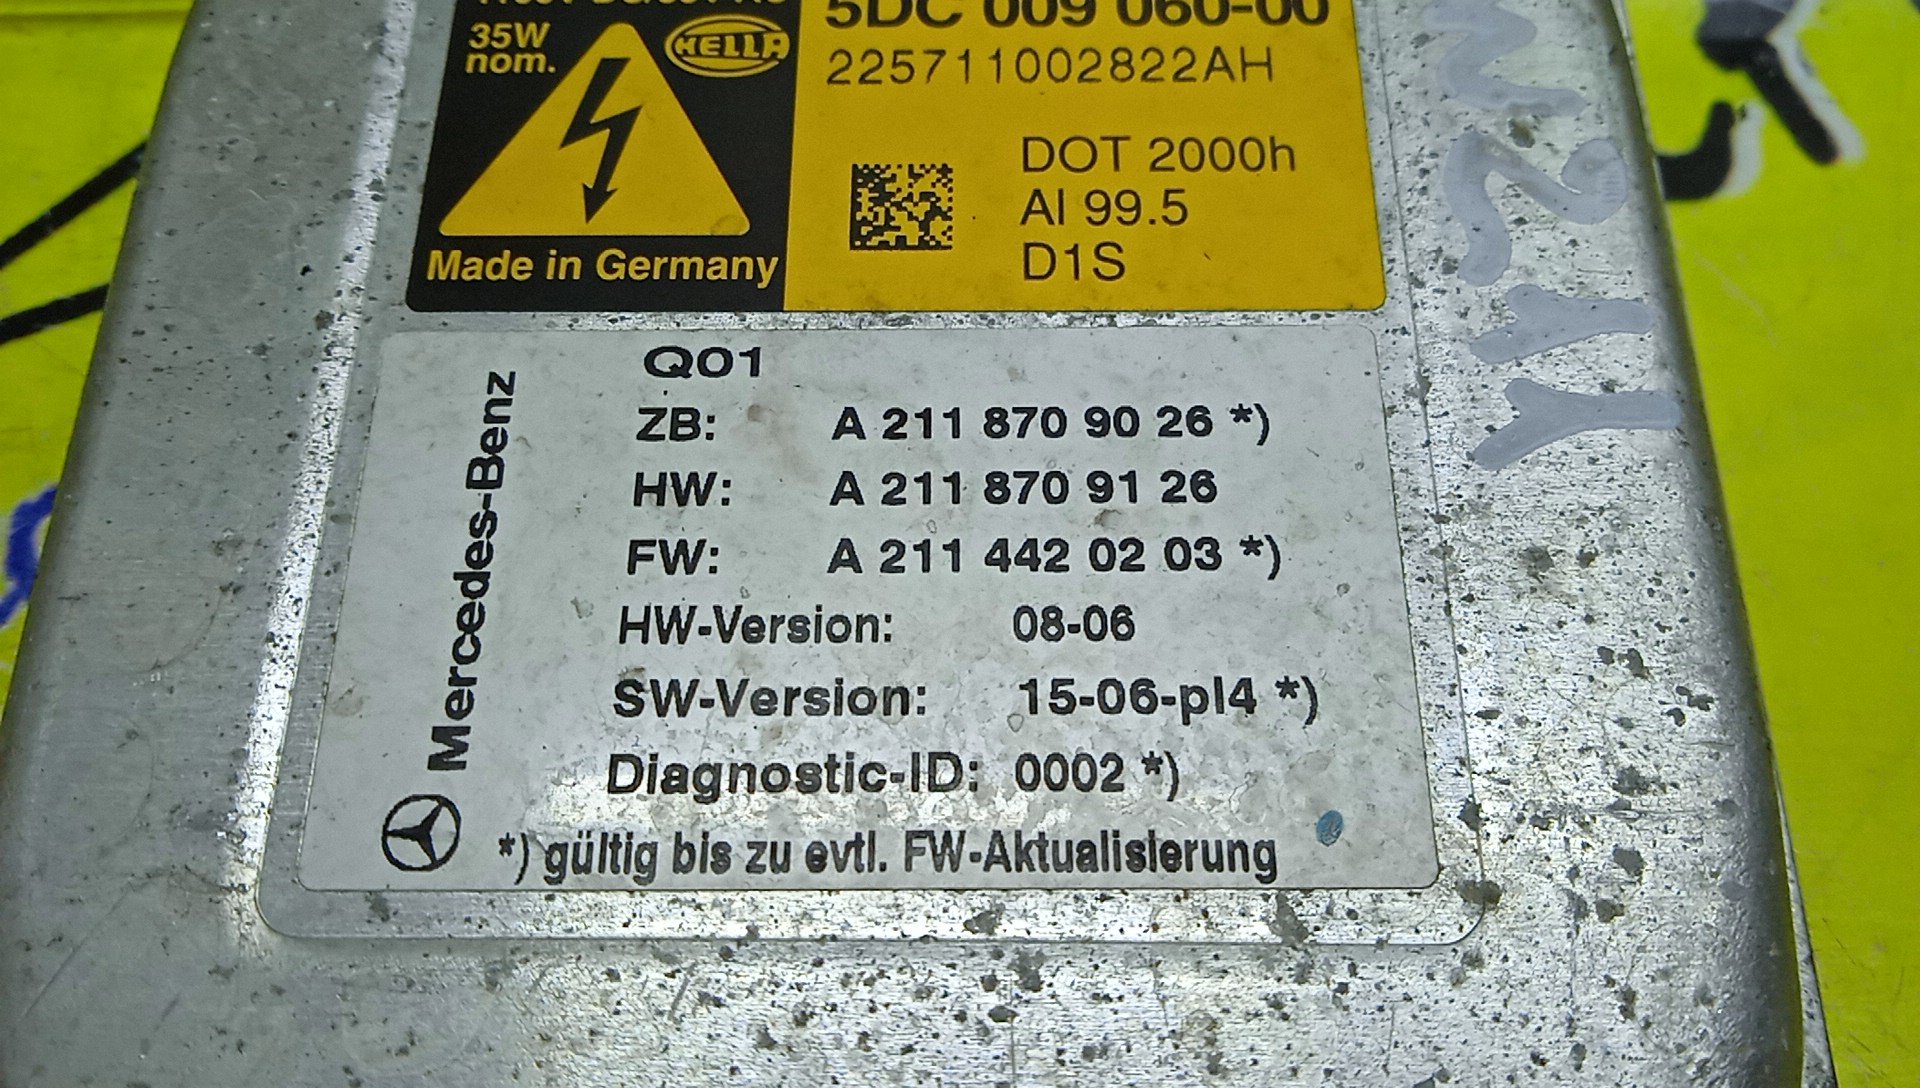 35W
nom.
HELLA
Made in Germany
5DC 009 060-00
225711002822AH
DOT 2000h
Al 99.5
D1S
Mercedes-Benz
Q01
ZB: A 211 870 90 26 *)
HW: A 211 870 91 26
FW: A 211 442 02 03 *)
HW-Version: 08-06
SW-Version: 15-06-pl4 *)
Diagnostic-ID: 0002 *)
*) gültig bis zu evtl. FW-Aktualisierung